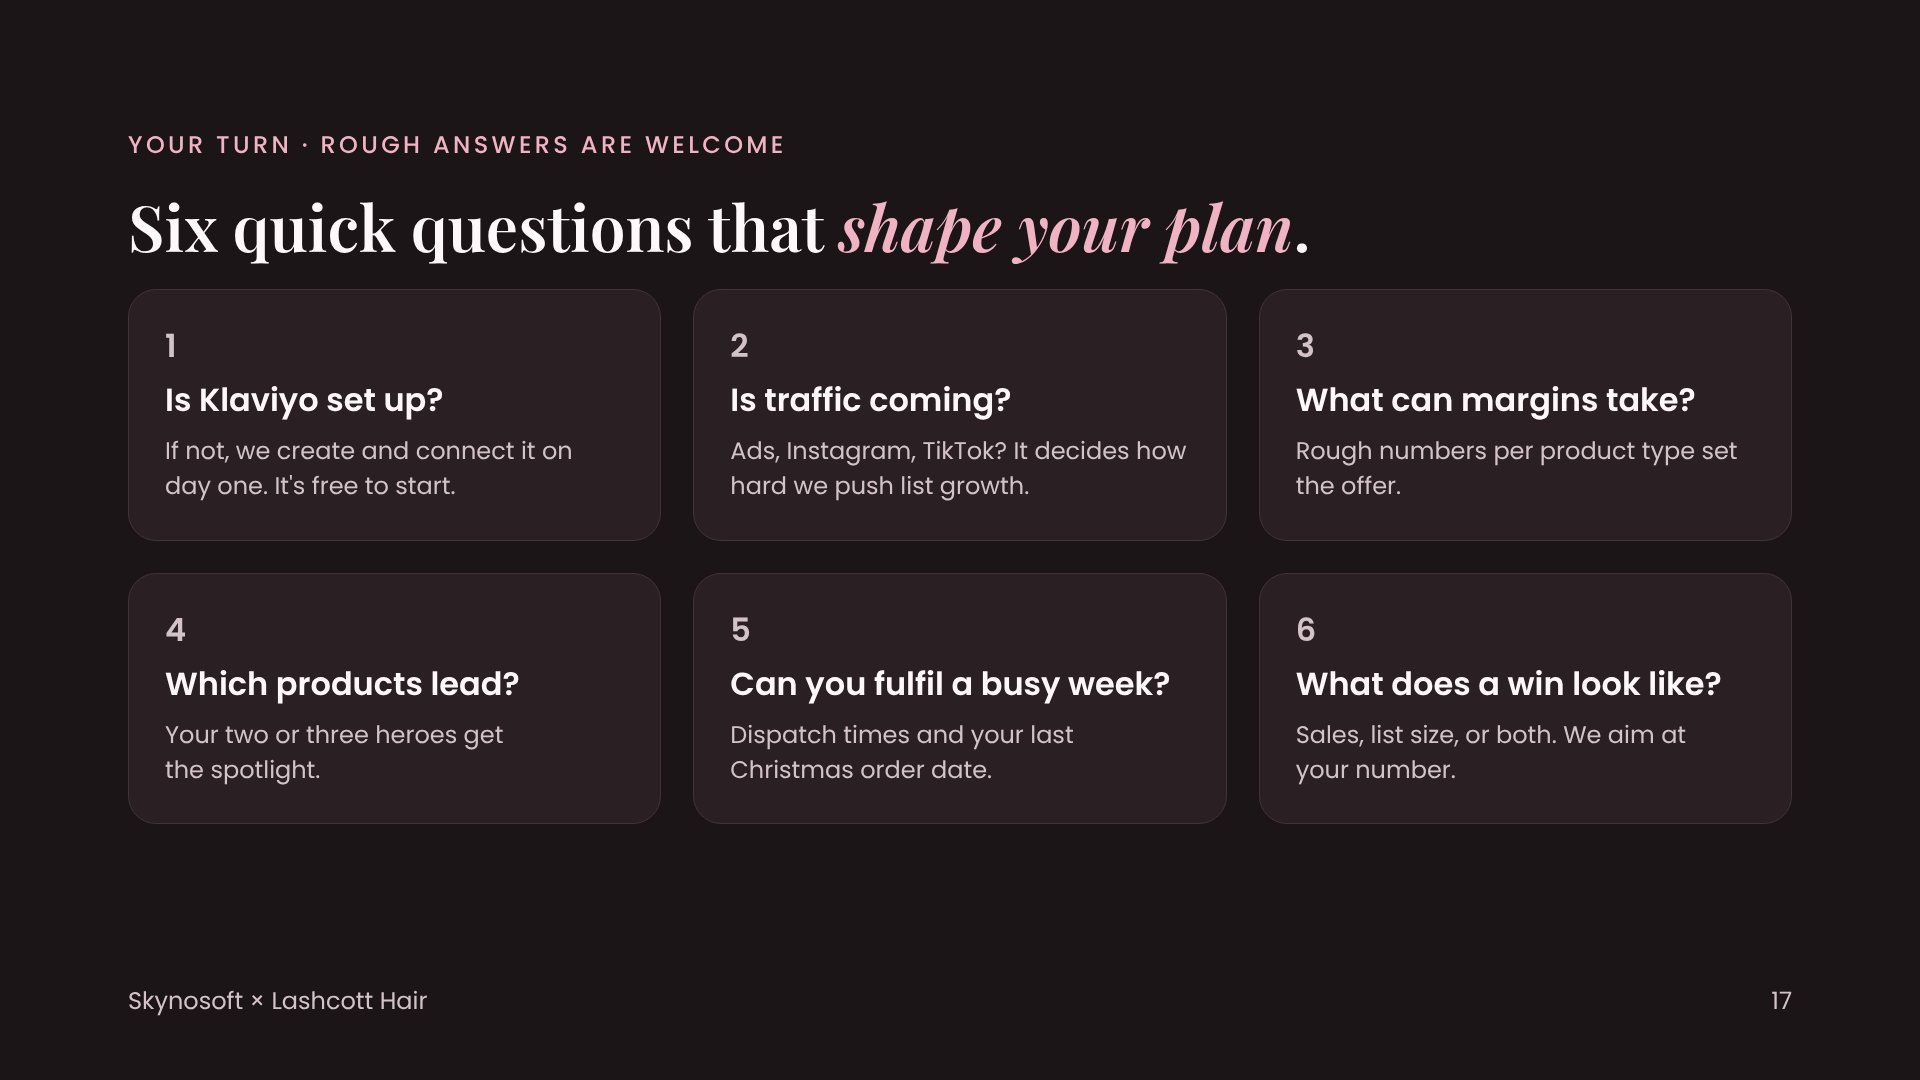 YOUR TURN · ROUGH ANSWERS ARE WELCOME
Six quick questions that shape your plan.
1
Is Klaviyo set up?
If not, we create and connect it on
day one. It's free to start.
2
Is traffic coming?
Ads, Instagram, TikTok? It decides how
hard we push list growth.
3
What can margins take?
Rough numbers per product type set
the offer.
4
Which products lead?
Your two or three heroes get
the spotlight.
5
Can you fulfil a busy week?
Dispatch times and your last
Christmas order date.
6
What does a win look like?
Sales, list size, or both. We aim at
your number.
Skynosoft × Lashcott Hair
17